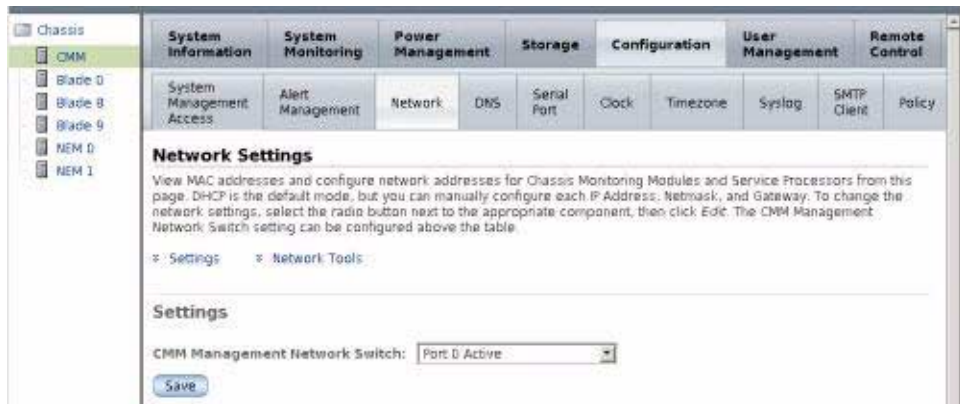 Chassis
CMM
Blade 0
Blade 8
Blade 9
NEM 0
NEM 1
System Information
System Monitoring
Power Management
Storage
Configuration
User Management
Remote Control
System Management Access
Alert Management
Network
DNS
Serial Port
Clock
Timezone
Syslog
SMTP Client
Policy
Network Settings
View MAC addresses and configure network addresses for Chassis Monitoring Modules and Service Processors from this
page. DHCP is the default mode, but you can manually configure each IP Address, Netmask, and Gateway. To change the
network settings, select the radio button next to the appropriate component, then click Edit. The CMM Management
Network Switch setting can be configured above the table.
Settings
Network Tools
Settings
CMM Management Network Switch: Port 0 Active
Save